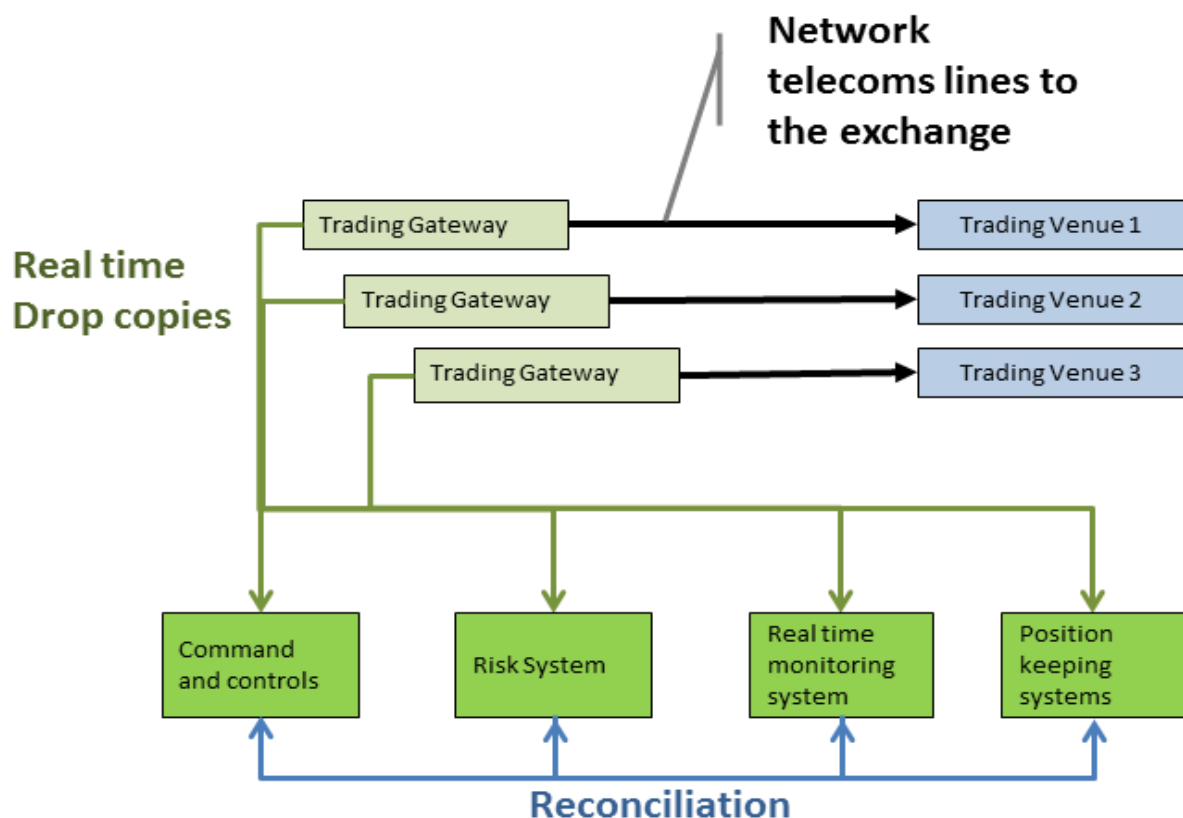 Network
telecoms lines to
the exchange
Trading Gateway
Trading Venue 1
Real time
Drop copies
Trading Gateway
Trading Venue 2
Trading Gateway
Trading Venue 3
Command
and controls
Risk System
Real time
monitoring
system
Position
keeping
systems
Reconciliation